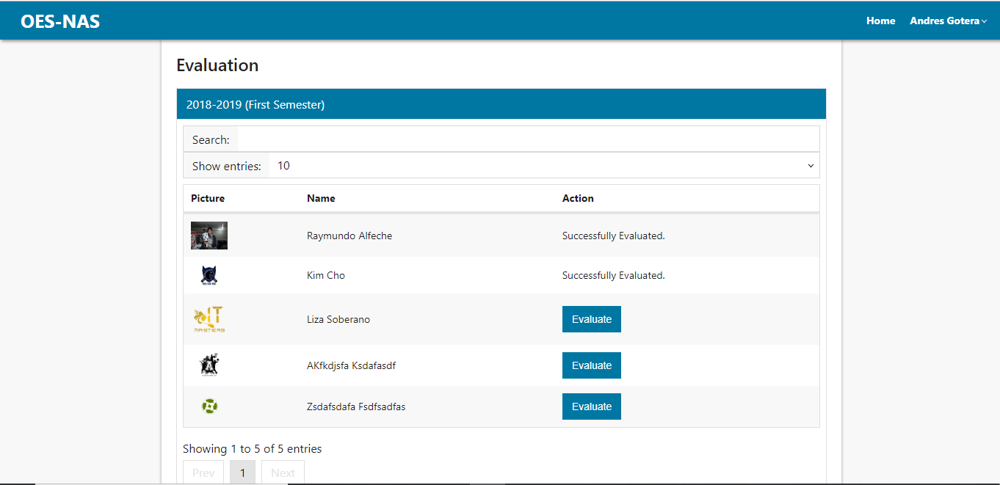 OES-NAS
Home Andres Gotera
Evaluation
2018-2019 (First Semester)
Search:
Show entries: 10
Picture Name Action
Raymundo Alfeche Successfully Evaluated.
Kim Cho Successfully Evaluated.
IT
MASTERS
Liza Soberano Evaluate
A
AKfkdjsfa Ksdafasdf Evaluate
Zsdafsdafa Fsdfsadfas Evaluate
Showing 1 to 5 of 5 entries
Prev 1 Next